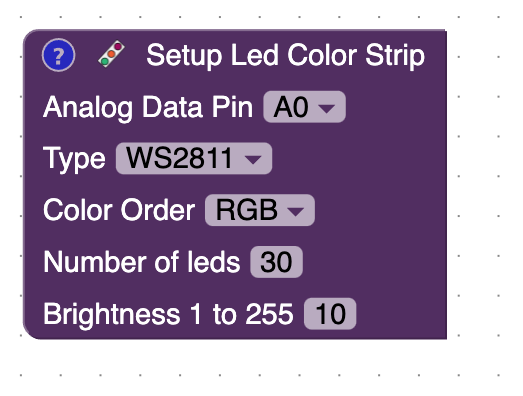 ? Setup Led Color Strip
Analog Data Pin A0
Type WS2811
Color Order RGB
Number of leds 30
Brightness 1 to 255 10